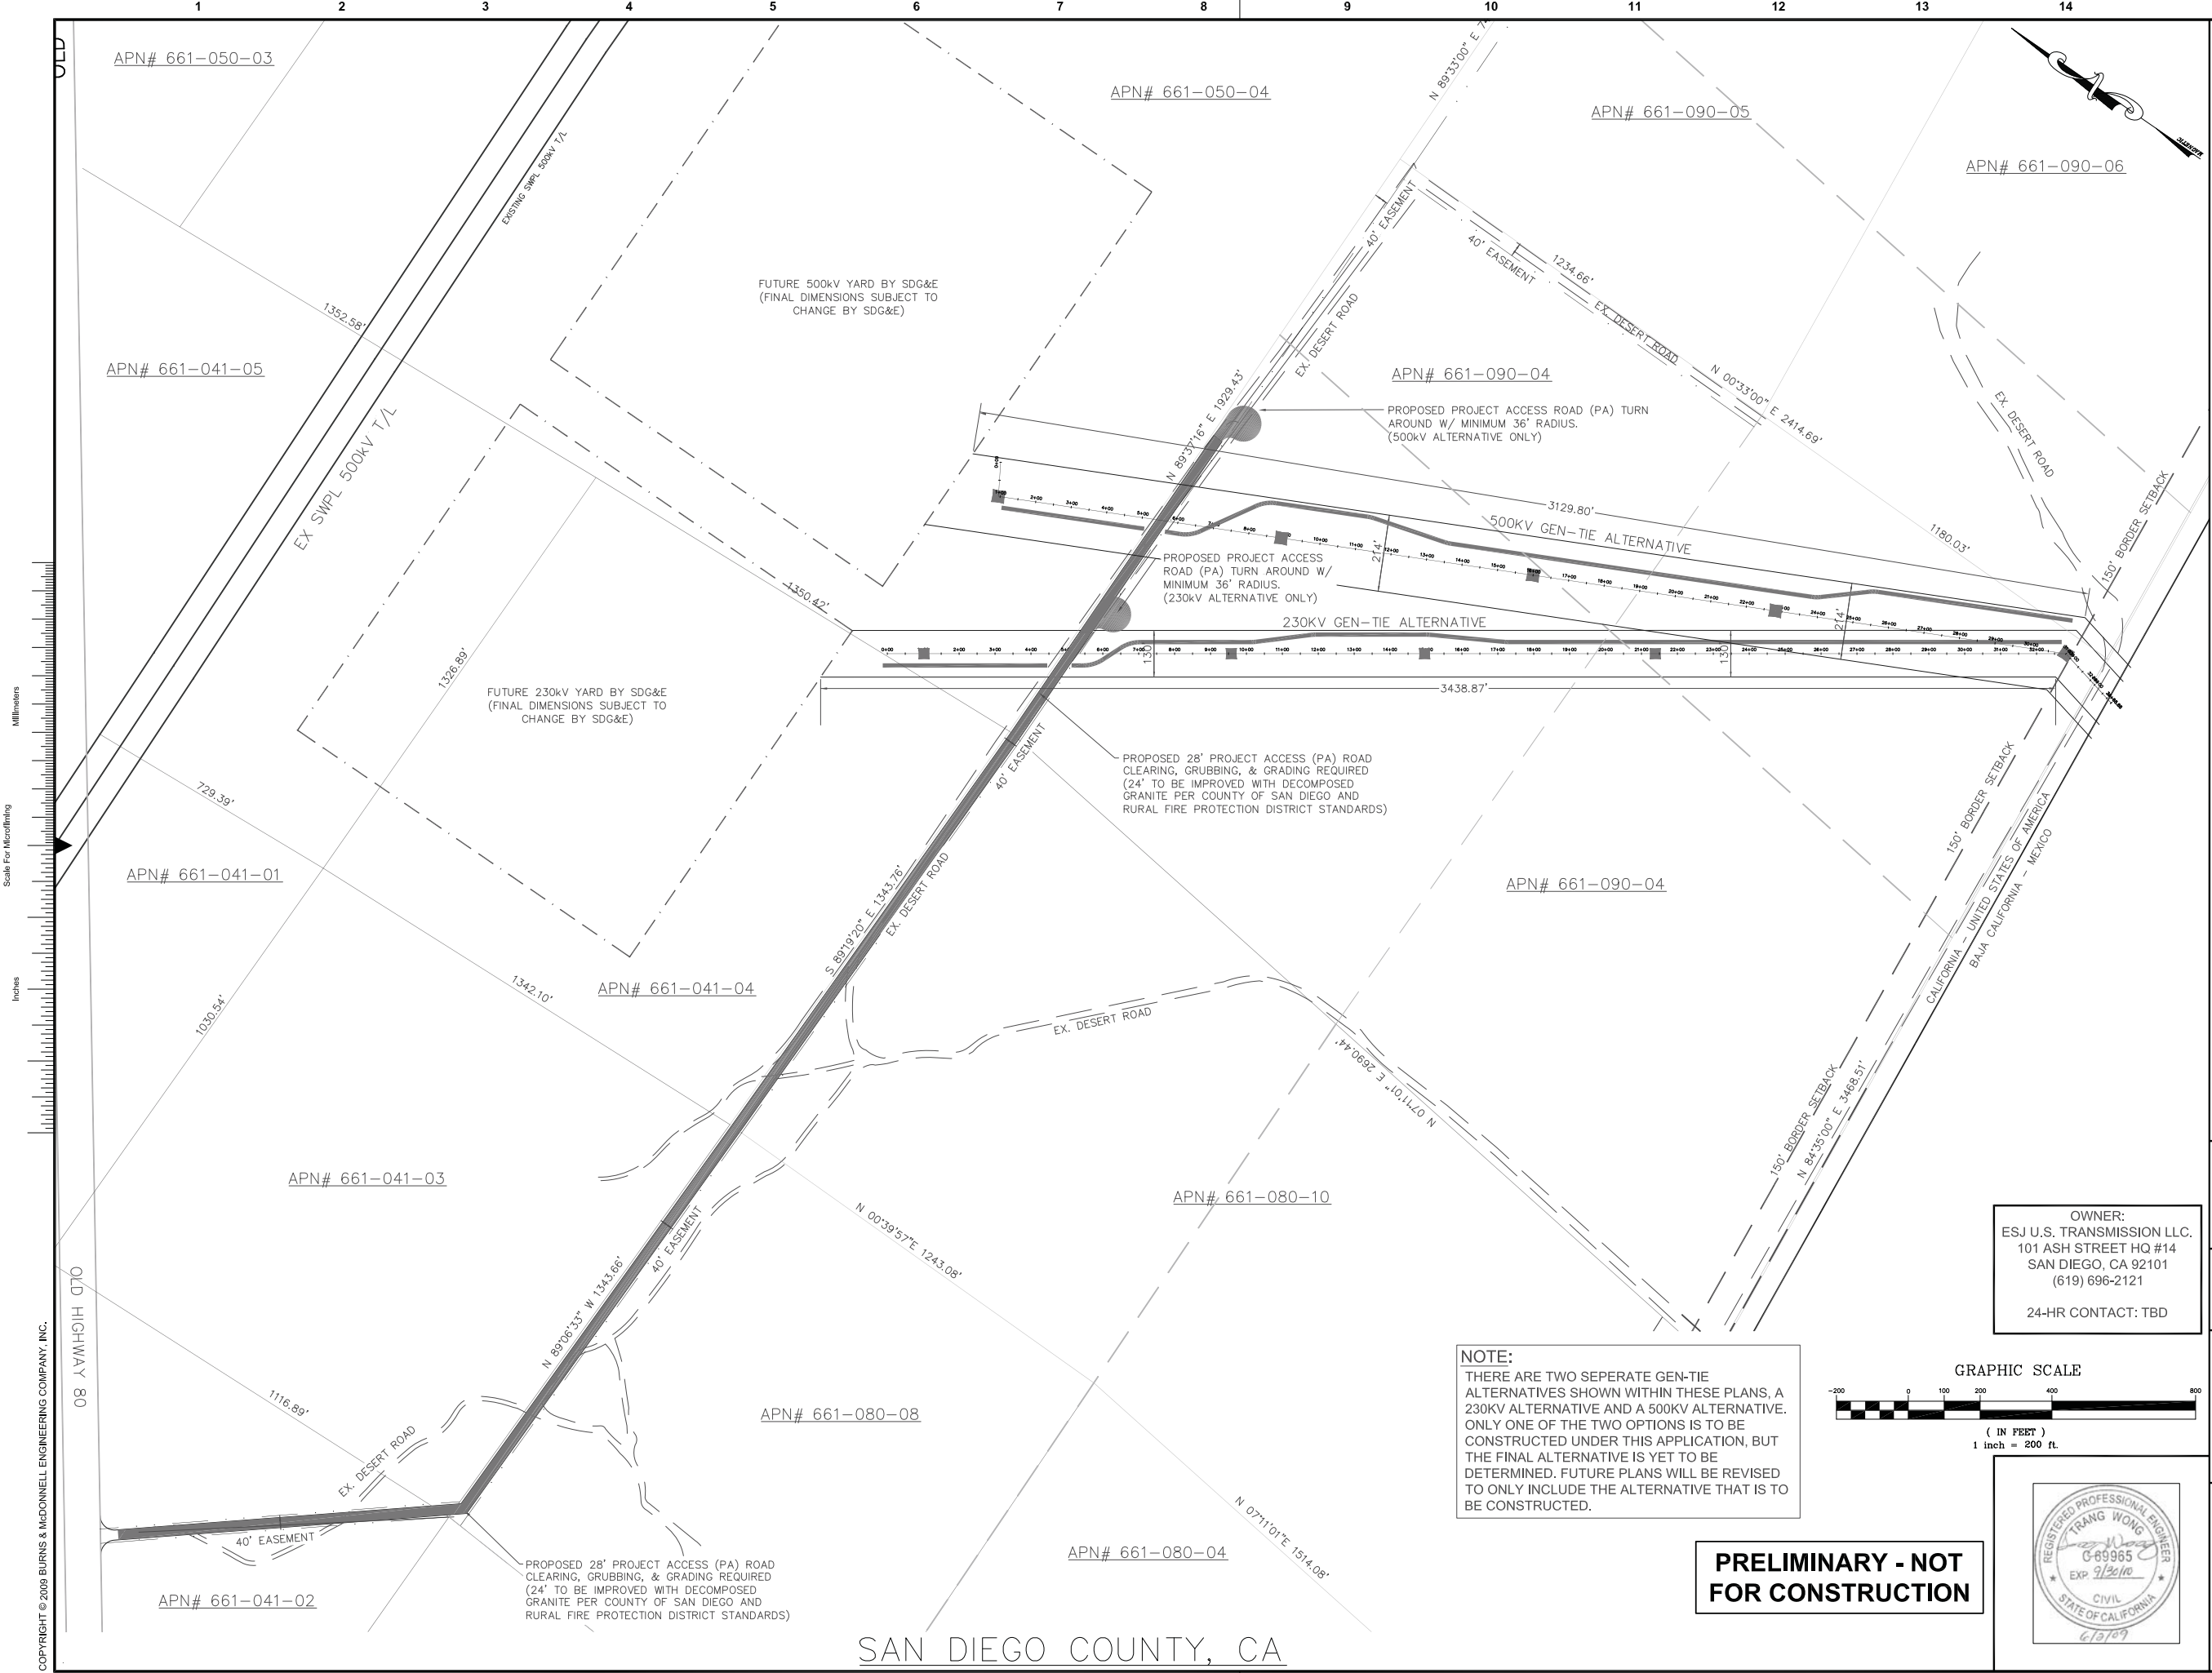 1 2 3 4 5 6 7 8 9 10 11 12 13 14
OLD
APN# 661-050-03
APN# 661-050-04
N 89°33'00" E
APN# 661-090-05
APN# 661-090-06
EXISTING SWPL 500kV T/L
40' EASEMENT
40' EASEMENT
1234.66'
EX. DESERT ROAD
EX. DESERT ROAD
N 00°33'00" E 2414.69'
EX. DESERT ROAD
FUTURE 500kV YARD BY SDG&E
(FINAL DIMENSIONS SUBJECT TO
CHANGE BY SDG&E)
1352.58'
APN# 661-041-05
EX SWPL 500kV T/L
APN# 661-090-04
PROPOSED PROJECT ACCESS ROAD (PA) TURN
AROUND W/ MINIMUM 36' RADIUS.
(500kV ALTERNATIVE ONLY)
N 89°37'16" E 1929.43'
3129.80'
500KV GEN-TIE ALTERNATIVE
214'
214'
1180.03'
150' BORDER SETBACK
PROPOSED PROJECT ACCESS
ROAD (PA) TURN AROUND W/
MINIMUM 36' RADIUS.
(230kV ALTERNATIVE ONLY)
1350.42'
230KV GEN-TIE ALTERNATIVE
130'
130'
3438.87'
1326.89'
FUTURE 230kV YARD BY SDG&E
(FINAL DIMENSIONS SUBJECT TO
CHANGE BY SDG&E)
40' EASEMENT
PROPOSED 28' PROJECT ACCESS (PA) ROAD
CLEARING, GRUBBING, & GRADING REQUIRED
(24' TO BE IMPROVED WITH DECOMPOSED
GRANITE PER COUNTY OF SAN DIEGO AND
RURAL FIRE PROTECTION DISTRICT STANDARDS)
729.39'
APN# 661-041-01
S 89°19'20" E 1343.76'
EX. DESERT ROAD
APN# 661-090-04
150' BORDER SETBACK
CALIFORNIA - UNITED STATES OF AMERICA
BAJA CALIFORNIA - MEXICO
Millimeters
Scale For Microfilming
Inches
1030.54'
1342.10'
APN# 661-041-04
EX. DESERT ROAD
N 07°11'01" E 2690.44'
150' BORDER SETBACK
N 84°35'00" E 3468.51'
APN# 661-041-03
APN# 661-080-10
40' EASEMENT
N 00°39'57"E 1243.08'
N 89°06'33" W 1343.66'
OLD HIGHWAY 80
1116.89'
EX. DESERT ROAD
APN# 661-080-08
40' EASEMENT
APN# 661-041-02
PROPOSED 28' PROJECT ACCESS (PA) ROAD
CLEARING, GRUBBING, & GRADING REQUIRED
(24' TO BE IMPROVED WITH DECOMPOSED
GRANITE PER COUNTY OF SAN DIEGO AND
RURAL FIRE PROTECTION DISTRICT STANDARDS)
APN# 661-080-04
N 07°11'01"E 1514.08'
OWNER:
ESJ U.S. TRANSMISSION LLC.
101 ASH STREET HQ #14
SAN DIEGO, CA 92101
(619) 696-2121
24-HR CONTACT: TBD
NOTE:
THERE ARE TWO SEPERATE GEN-TIE
ALTERNATIVES SHOWN WITHIN THESE PLANS, A
230KV ALTERNATIVE AND A 500KV ALTERNATIVE.
ONLY ONE OF THE TWO OPTIONS IS TO BE
CONSTRUCTED UNDER THIS APPLICATION, BUT
THE FINAL ALTERNATIVE IS YET TO BE
DETERMINED. FUTURE PLANS WILL BE REVISED
TO ONLY INCLUDE THE ALTERNATIVE THAT IS TO
BE CONSTRUCTED.
GRAPHIC SCALE
-200 0 100 200 400 800
( IN FEET )
1 inch = 200 ft.
PRELIMINARY - NOT
FOR CONSTRUCTION
REGISTERED PROFESSIONAL ENGINEER
TRANG WONG
C 69965
EXP. 9/30/10
CIVIL
STATE OF CALIFORNIA
6/2/09
SAN DIEGO COUNTY, CA
COPYRIGHT © 2009 BURNS & McDONNELL ENGINEERING COMPANY, INC.